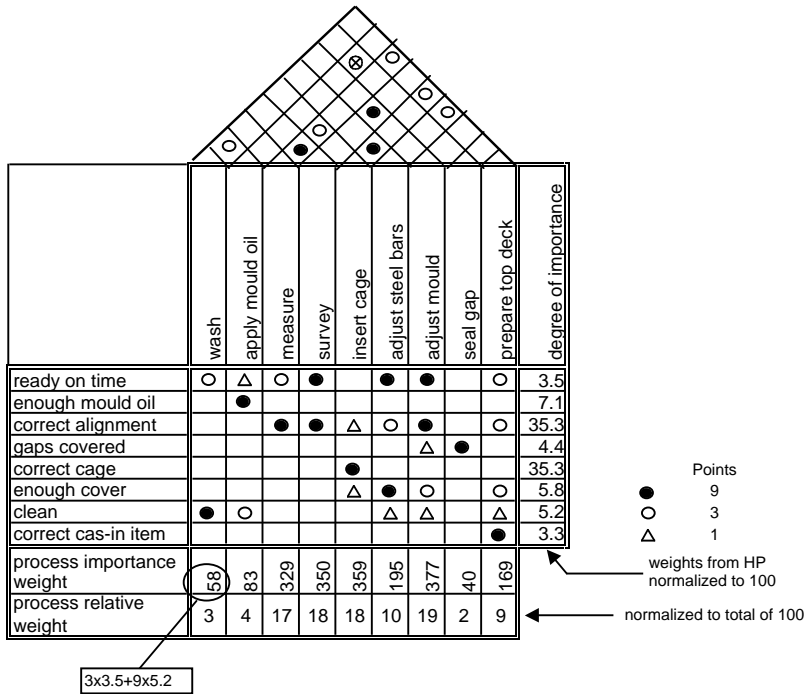 wash
apply mould oil
measure
survey
insert cage
adjust steel bars
adjust mould
seal gap
prepare top deck
degree of importance
ready on time 3.5
enough mould oil 7.1
correct alignment 35.3
gaps covered 4.4
correct cage 35.3
enough cover 5.8
clean 5.2
correct cas-in item 3.3
Points
9
3
1
process importance
weight 58 83 329 350 359 195 377 40 169
process relative
weight 3 4 17 18 18 10 19 2 9
weights from HP
normalized to 100
normalized to total of 100
3x3.5+9x5.2